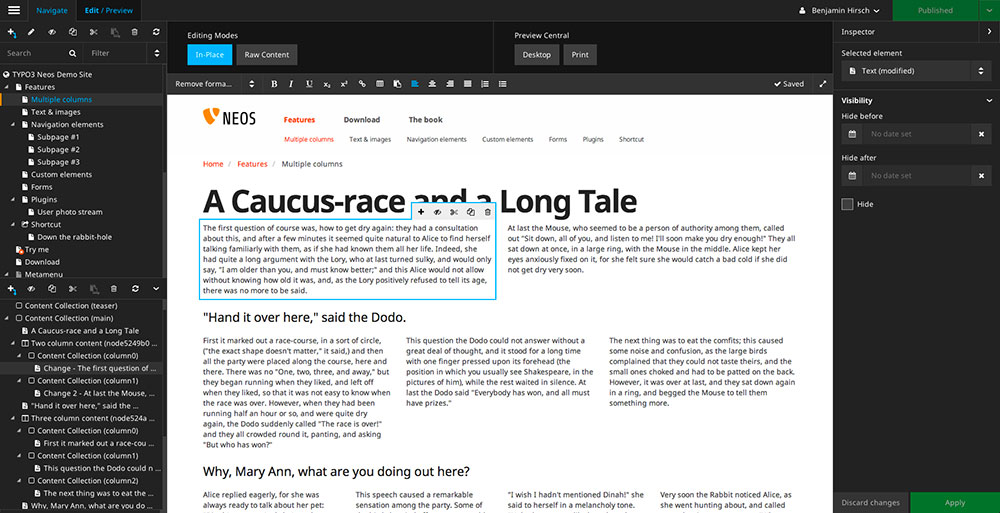 Navigate
Edit / Preview
Benjamin Hirsch
Published
Search
Filter
TYPO3 Neos Demo Site
Features
Multiple columns
Text & images
Navigation elements
Subpage #1
Subpage #2
Subpage #3
Custom elements
Forms
Plugins
User photo stream
Shortcut
Down the rabbit-hole
Try me
Download
Metamenu
Content Collection (teaser)
Content Collection (main)
A Caucus-race and a Long Tale
Two column content (node5249b0 ...
Content Collection (column0)
Change - The first question of ...
Content Collection (column1)
Change 2 - At last the Mouse, ...
"Hand it over here," said the ...
Three column content (node524a ...
Content Collection (column0)
First it marked out a race-cou ...
Content Collection (column1)
This question the Dodo could n ...
Content Collection (column2)
The next thing was to eat the ...
Why, Mary Ann, what are you do ...
Editing Modes
In-Place
Raw Content
Preview Central
Desktop
Print
Remove forma...
B I U x₂ x²
Saved
NEOS
Features
Download
The book
Multiple columns
Text & images
Navigation elements
Custom elements
Forms
Plugins
Shortcut
Home / Features / Multiple columns
A Caucus-race and a Long Tale
The first question of course was, how to get dry again: they had a consultation
about this, and after a few minutes it seemed quite natural to Alice to find herself
talking familiarly with them, as if she had known them all her life. Indeed, she
had quite a long argument with the Lory, who at last turned sulky, and would only
say, "I am older than you, and must know better;" and this Alice would not allow
without knowing how old it was, and, as the Lory positively refused to tell its age,
there was no more to be said.
At last the Mouse, who seemed to be a person of authority among them, called
out "Sit down, all of you, and listen to me! I'll soon make you dry enough!" They all
sat down at once, in a large ring, with the Mouse in the middle. Alice kept her
eyes anxiously fixed on it, for she felt sure she would catch a bad cold if she did
not get dry very soon.
"Hand it over here," said the Dodo.
First it marked out a race-course, in a sort of circle,
("the exact shape doesn't matter," it said,) and then
all the party were placed along the course, here and
there. There was no "One, two, three, and away," but
they began running when they liked, and left off
when they liked, so that it was not easy to know when
the race was over. However, when they had been
running half an hour or so, and were quite dry
again, the Dodo suddenly called "The race is over!"
and they all crowded round it, panting, and asking
"But who has won?"
This question the Dodo could not answer without a
great deal of thought, and it stood for a long time
with one finger pressed upon its forehead (the
position in which you usually see Shakespeare, in the
pictures of him), while the rest waited in silence. At
last the Dodo said "Everybody has won, and all must
have prizes."
The next thing was to eat the comfits; this caused
some noise and confusion, as the large birds
complained that they could not taste theirs, and the
small ones choked and had to be patted on the back.
However, it was over at last, and they sat down again
in a ring, and begged the Mouse to tell them
something more.
Why, Mary Ann, what are you doing out here?
Alice replied eagerly, for she was
always ready to talk about her pet:
This speech caused a remarkable
sensation among the party. Some of
"I wish I hadn't mentioned Dinah!" she
said to herself in a melancholy tone.
Very soon the Rabbit noticed Alice, as
she went hunting about, and called
Inspector
Selected element
Text (modified)
Visibility
Hide before
No date set
Hide after
No date set
Hide
Discard changes
Apply